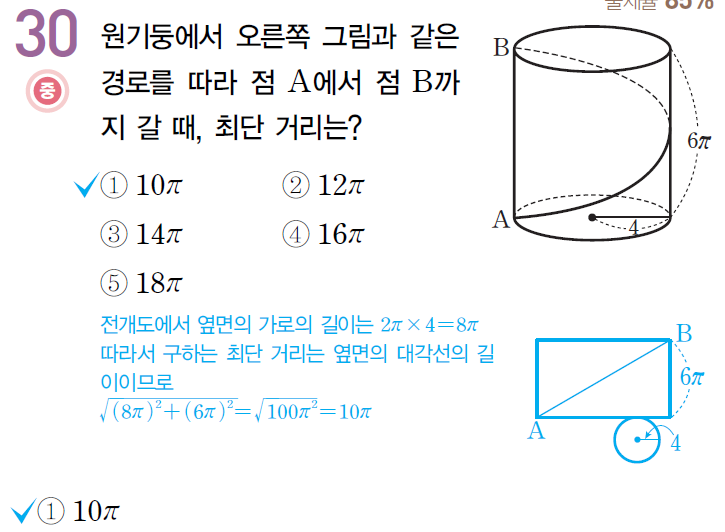 출제율 85%
30
중
원기둥에서 오른쪽 그림과 같은
경로를 따라 점 A에서 점 B까
지 갈 때, 최단 거리는?
① 10π ② 12π
③ 14π ④ 16π
⑤ 18π
B
6π
A
4
전개도에서 옆면의 가로의 길이는 2π×4=8π
따라서 구하는 최단 거리는 옆면의 대각선의 길
이이므로
√(8π)²+(6π)²=√100π²=10π
B
6π
A
4
① 10π